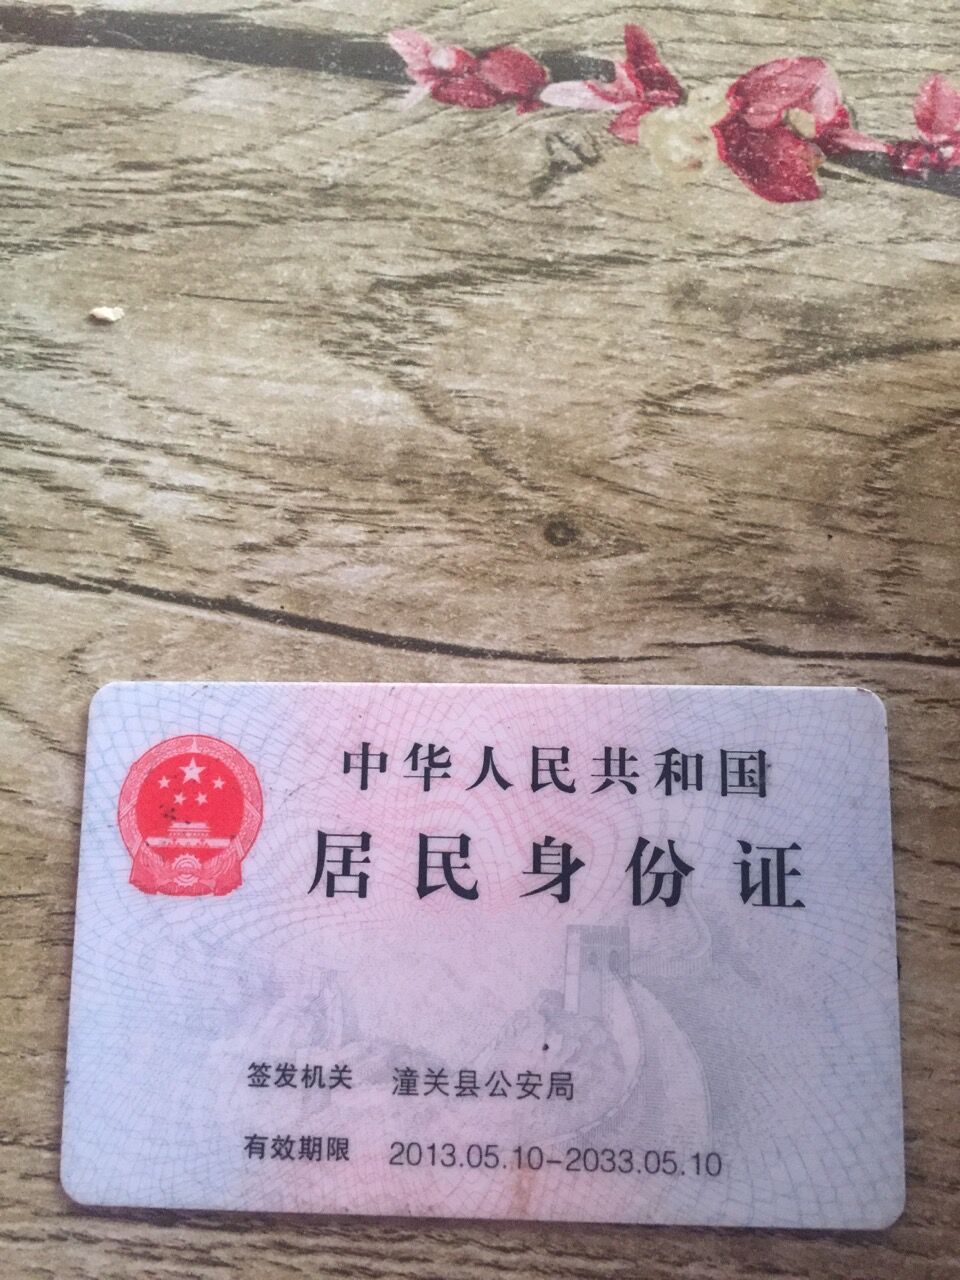 中华人民共和国
居民身份证
签发机关 潼关县公安局
有效期限 2013.05.10-2033.05.10